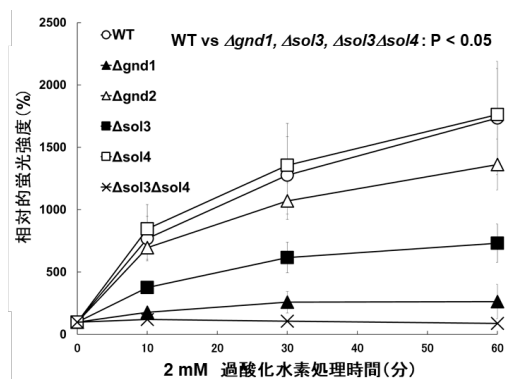 WT vs Δgnd1, Δsol3, Δsol3Δsol4 : P < 0.05
WT
Δgnd1
Δgnd2
Δsol3
Δsol4
Δsol3Δsol4
相対的蛍光強度(%)
2500
2000
1500
1000
500
0
0 10 20 30 40 50 60
2 mM 過酸化水素処理時間(分)